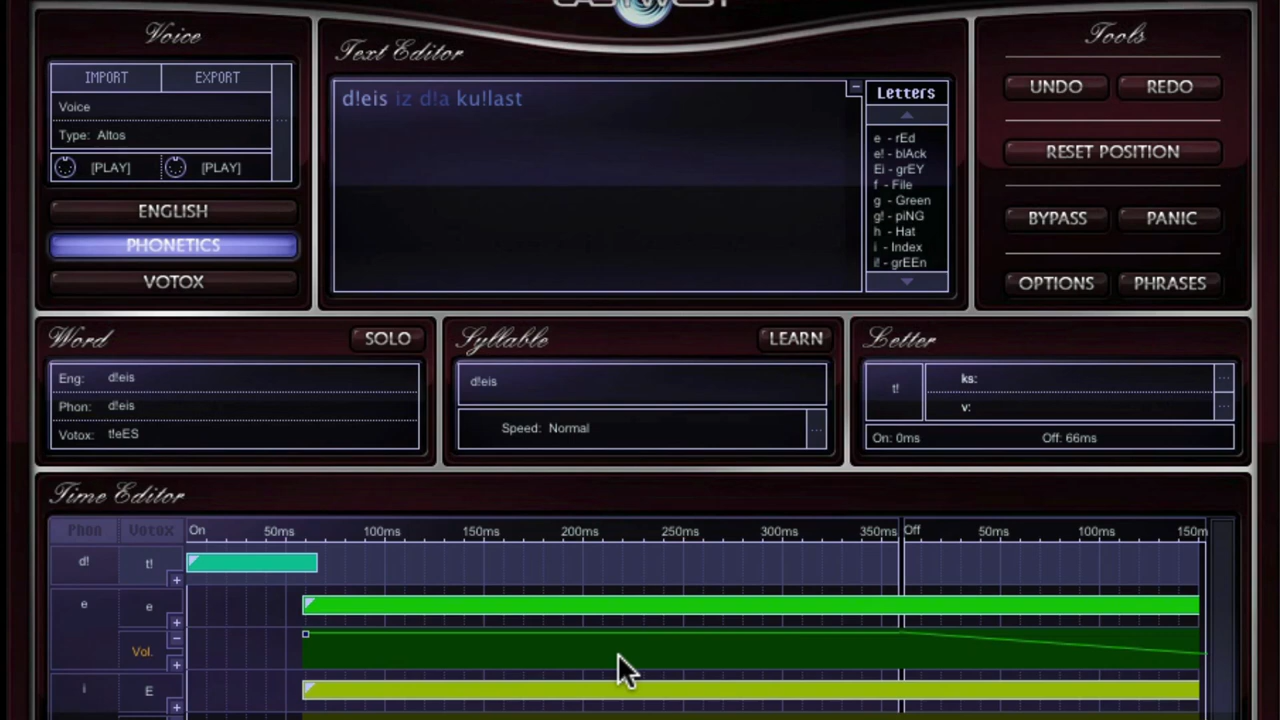 EASTWEST
Voice
IMPORT EXPORT
Voice
Type: Altos
[PLAY] [PLAY]
ENGLISH
PHONETICS
VOTOX
Text Editor
d!eis iz d!a ku!last
Letters
e - rEd
e! - blAck
Ei - grEY
f - File
g - Green
g! - piNG
h - Hat
i - Index
i! - grEEn
Tools
UNDO REDO
RESET POSITION
BYPASS PANIC
OPTIONS PHRASES
Word SOLO
Eng: d!eis
Phon: d!eis
Votox: t!eES
Syllable LEARN
d!eis
Speed: Normal ...
Letter
t! ks: ...
v: ...
On: 0ms Off: 66ms
Time Editor
Phon Votox On 50ms 100ms 150ms 200ms 250ms 300ms 350ms Off 50ms 100ms 150m
d! t!
+
e e
+
−
Vol.
+
i E
+